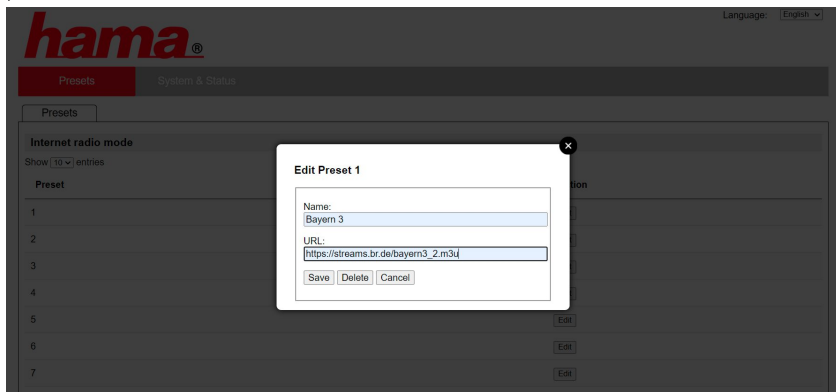 Language: English
hama®
Presets System & Status
Presets
Internet radio mode
Show 10 entries
Preset
1
2
3
4
5 Edit
6 Edit
7 Edit
Edit Preset 1
Name:
Bayern 3
URL:
https://streams.br.de/bayern3_2.m3u
Save Delete Cancel